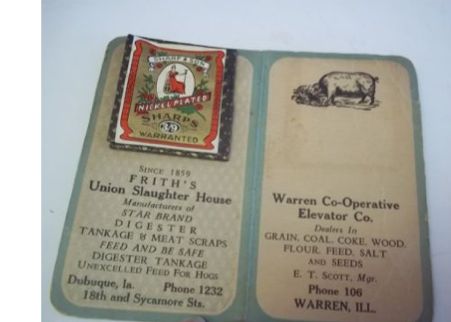 SHARP & SON
NICKEL PLATED
SHARPS
3/9
WARRANTED
SINCE 1859
FRITH'S
Union Slaughter House
Manufacturers of
STAR BRAND
DIGESTER
TANKAGE & MEAT SCRAPS
FEED AND BE SAFE
DIGESTER TANKAGE
UNEXCELLED FEED FOR HOGS
Dubuque, Ia. Phone 1232
18th and Sycamore Sts.
Warren Co-Operative
Elevator Co.
Dealers In
GRAIN, COAL, COKE, WOOD,
FLOUR, FEED, SALT
AND SEEDS
E. T. SCOTT, Mgr.
Phone 106
WARREN, ILL.